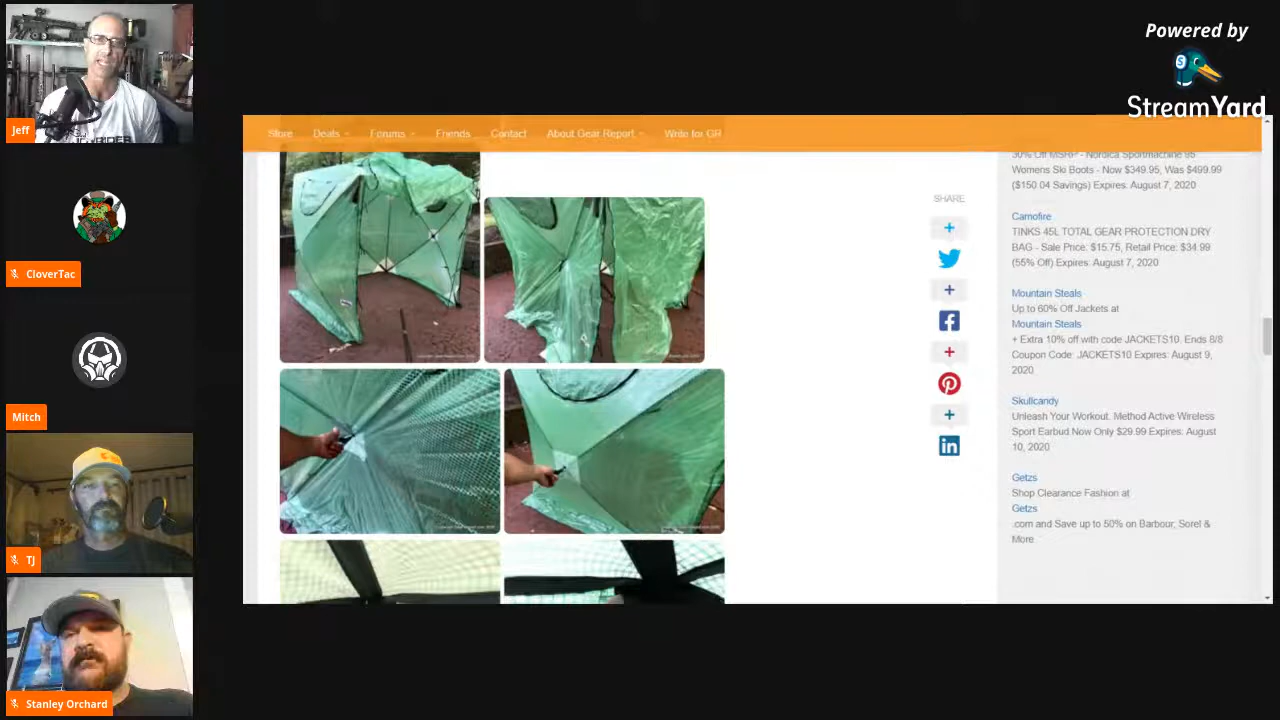 Powered by
StreamYard
Jeff
CloverTac
Mitch
TJ
Stanley Orchard
Store
Deals
Forums
Friends
Contact
About Gear Report
Write for GR
SHARE
30% Off MSRP - Nordica Sportmachine 95
Womens Ski Boots - Now $349.95, Was $499.99
($150.04 Savings) Expires: August 7, 2020
Camofire
TINKS 45L TOTAL GEAR PROTECTION DRY
BAG - Sale Price: $15.75, Retail Price: $34.99
(55% Off) Expires: August 7, 2020
Mountain Steals
Up to 60% Off Jackets at
Mountain Steals
+ Extra 10% off with code JACKETS10. Ends 8/8
Coupon Code: JACKETS10 Expires: August 9,
2020
Skullcandy
Unleash Your Workout. Method Active Wireless
Sport Earbud Now Only $29.99 Expires: August
10, 2020
Getzs
Shop Clearance Fashion at
Getzs
.com and Save up to 50% on Barbour, Sorel &
More